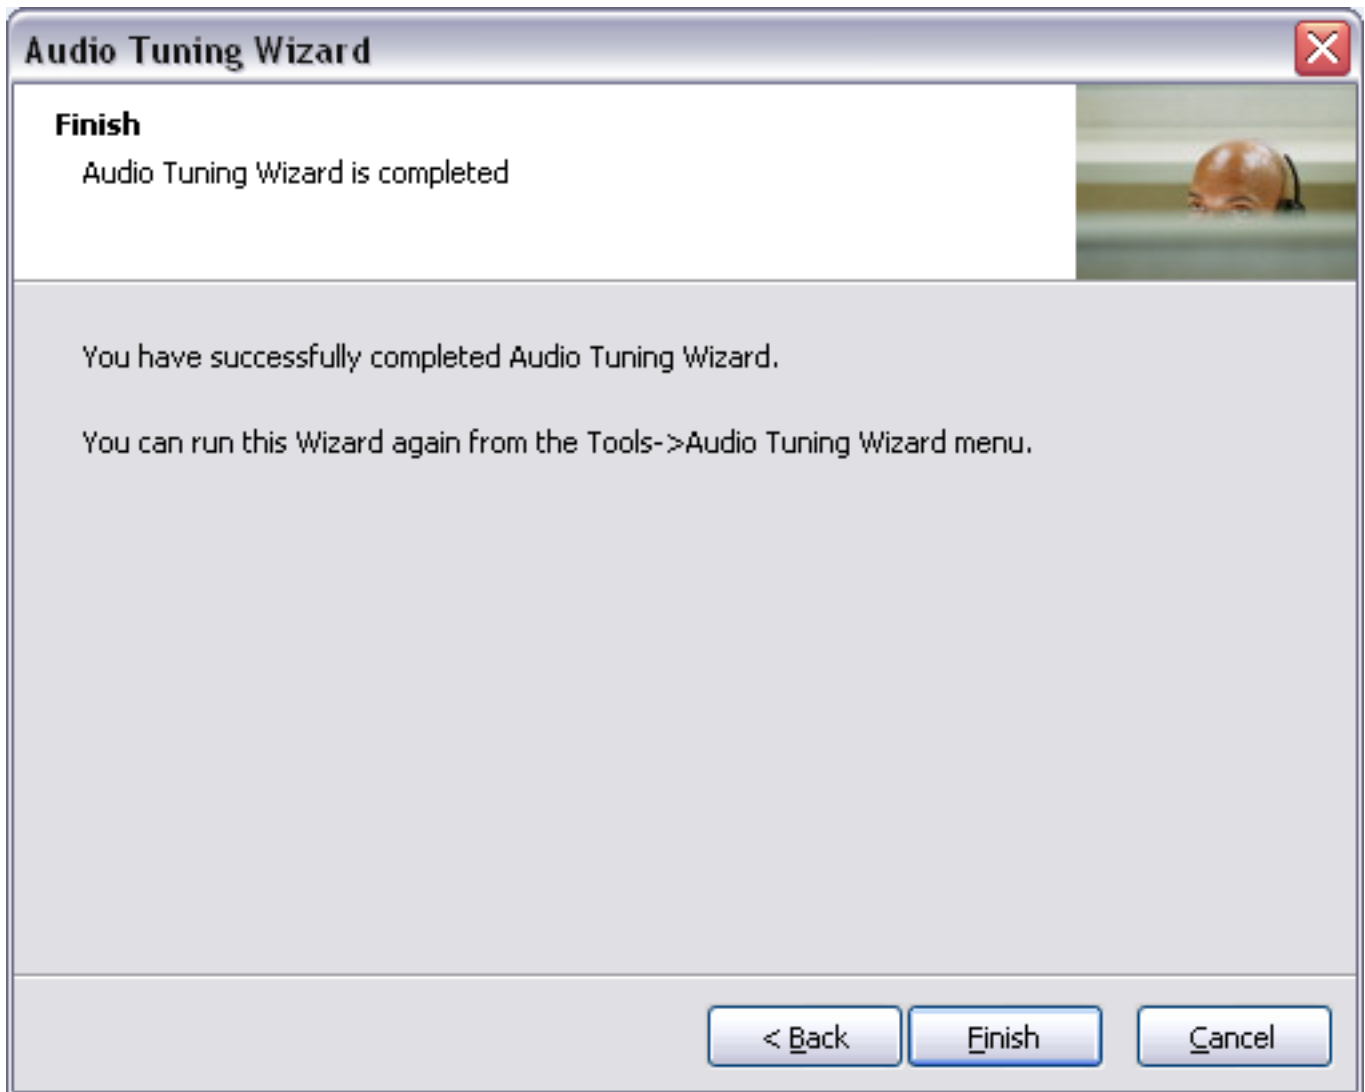 Audio Tuning Wizard
Finish
Audio Tuning Wizard is completed
You have successfully completed Audio Tuning Wizard.
You can run this Wizard again from the Tools->Audio Tuning Wizard menu.
< Back Finish Cancel